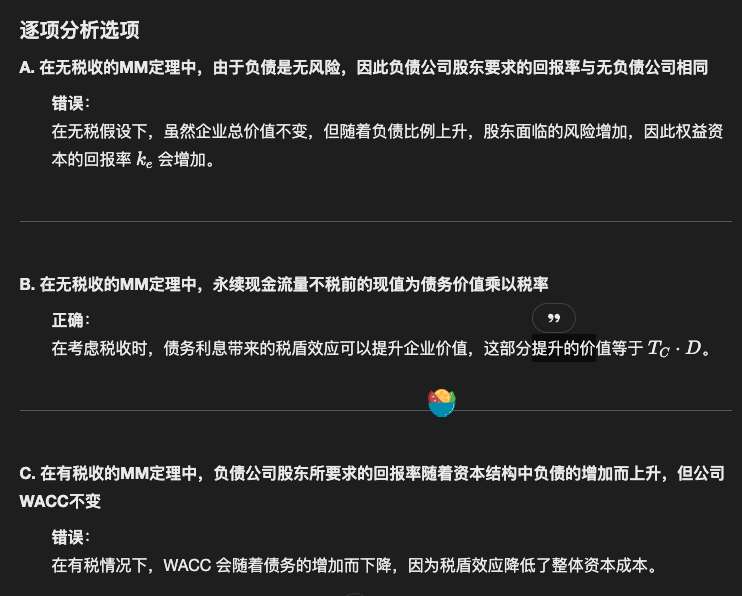 逐项分析选项
A. 在无税收的MM定理中，由于负债是无风险，因此负债公司股东要求的回报率与无负债公司相同
错误：
在无税假设下，虽然企业总价值不变，但随着负债比例上升，股东面临的风险增加，因此权益资
本的回报率 kₑ 会增加。
B. 在无税收的MM定理中，永续现金流量不税前的现值为债务价值乘以税率
正确：
在考虑税收时，债务利息带来的税盾效应可以提升企业价值，这部分提升的价值等于 T_C · D。
C. 在有税收的MM定理中，负债公司股东所要求的回报率随着资本结构中负债的增加而上升，但公司
WACC不变
错误：
在有税情况下，WACC 会随着债务的增加而下降，因为税盾效应降低了整体资本成本。